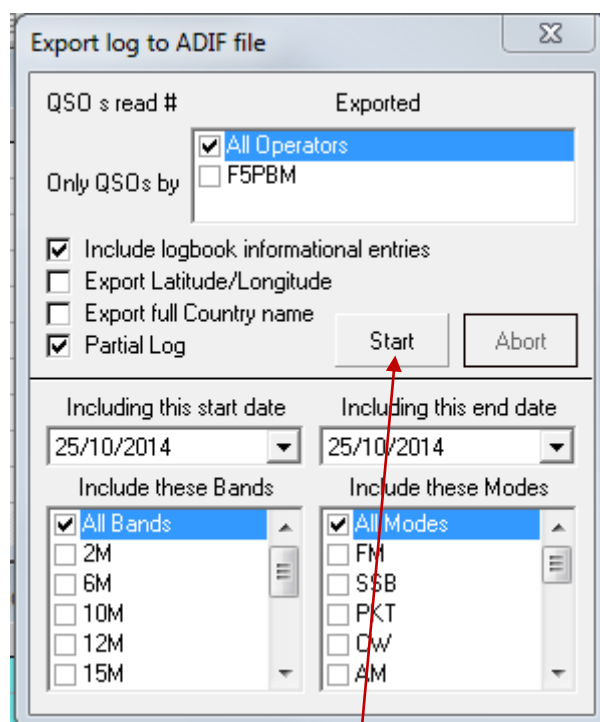 Export log to ADIF file
QSO s read # Exported
Only QSOs by
All Operators
F5PBM
Include logbook informational entries
Export Latitude/Longitude
Export full Country name
Partial Log
Start Abort
Including this start date Including this end date
25/10/2014 25/10/2014
Include these Bands Include these Modes
All Bands All Modes
2M FM
6M SSB
10M PKT
12M CW
15M AM